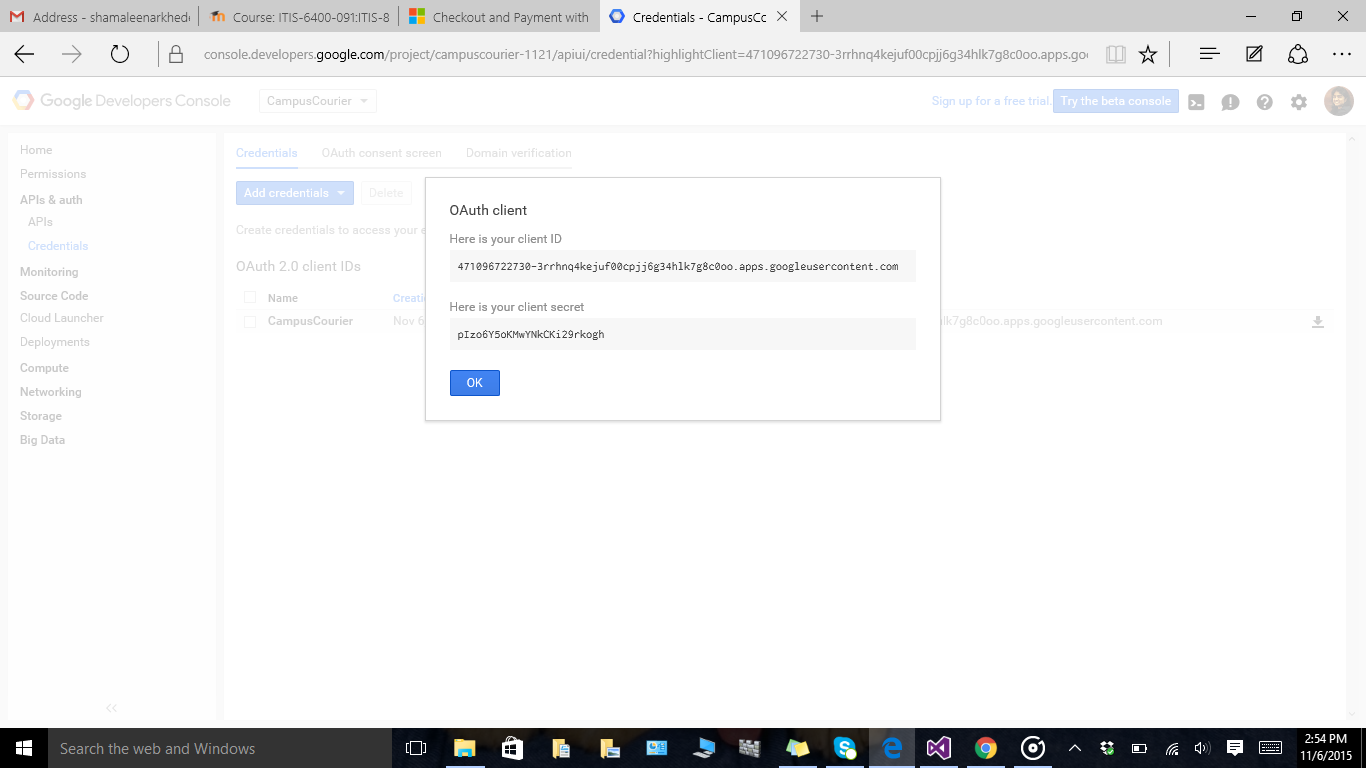 Address - shamaleenarkhede
Course: ITIS-6400-091:ITIS-8
Checkout and Payment with
Credentials - CampusCo
console.developers.google.com/project/campuscourier-1121/apiui/credential?highlightClient=471096722730-3rrhnq4kejuf00cpjj6g34hlk7g8c0oo.apps.goo
Google Developers Console
CampusCourier
Sign up for a free trial.
Try the beta console
Home
Permissions
APIs & auth
APIs
Credentials
Monitoring
Source Code
Cloud Launcher
Deployments
Compute
Networking
Storage
Big Data
Credentials
OAuth consent screen
Domain verification
Add credentials
Delete
Create credentials to access your e
OAuth 2.0 client IDs
Name
Creati
CampusCourier
Nov 6
lk7g8c0oo.apps.googleusercontent.com
OAuth client
Here is your client ID
471096722730-3rrhnq4kejuf00cpjj6g34hlk7g8c0oo.apps.googleusercontent.com
Here is your client secret
pIzo6Y5oKMwYNkCKi29rkogh
OK
Search the web and Windows
2:54 PM
11/6/2015